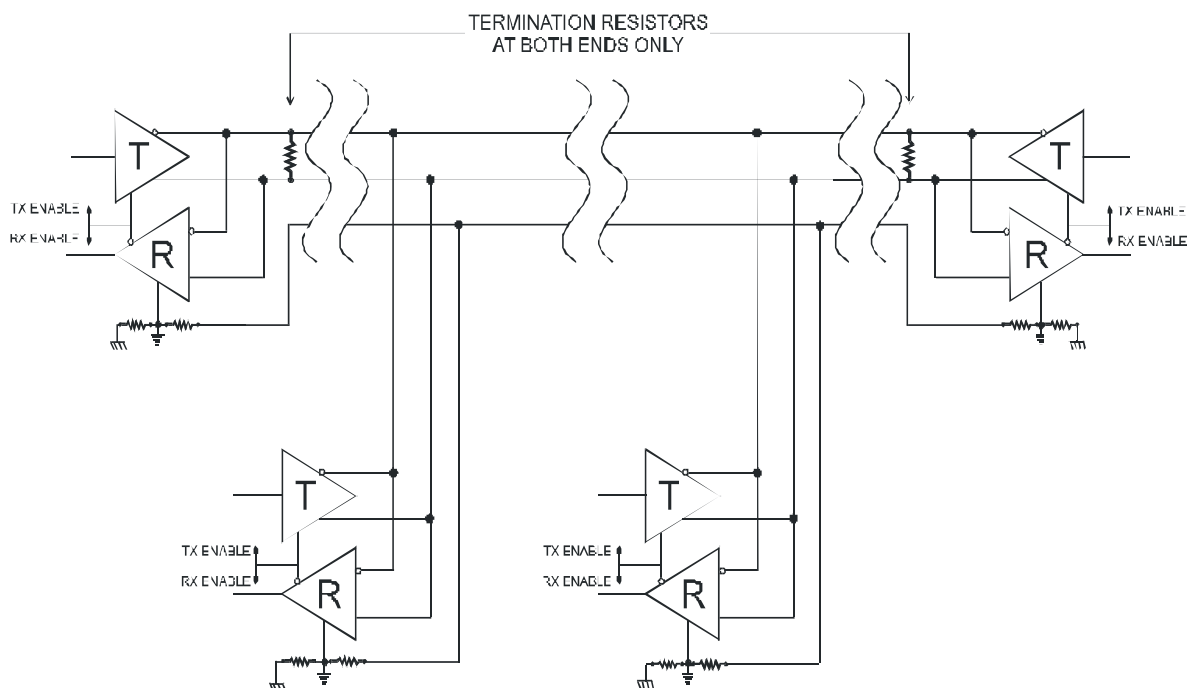 TERMINATION RESISTORS
AT BOTH ENDS ONLY
T
T
TX ENABLE
RX ENABLE
R
R
TX ENABLE
RX ENABLE
T
T
TX ENABLE
RX ENABLE
R
TX ENABLE
RX ENABLE
R